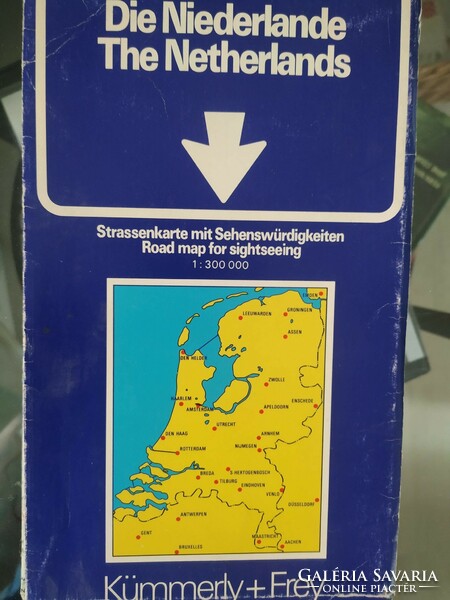 Die Niederlande
The Netherlands
Strassenkarte mit Sehenswürdigkeiten
Road map for sightseeing
1:300 000
EMDEN
LEEUWARDEN
GRONINGEN
ASSEN
DEN HELDER
ZWOLLE
HAARLEM
AMSTERDAM
APELDOORN
ENSCHEDE
UTRECHT
DEN HAAG
ARNHEM
ROTTERDAM
NIJMEGEN
S'HERTOGENBOSCH
BREDA
TILBURG
EINDHOVEN
VENLO
DÜSSELDORF
ANTWERPEN
GENT
MAASTRICHT
AACHEN
BRUXELLES
Kümmerly+Frey
GALÉRIA SAVARIA
ONLINE PIACTÉR